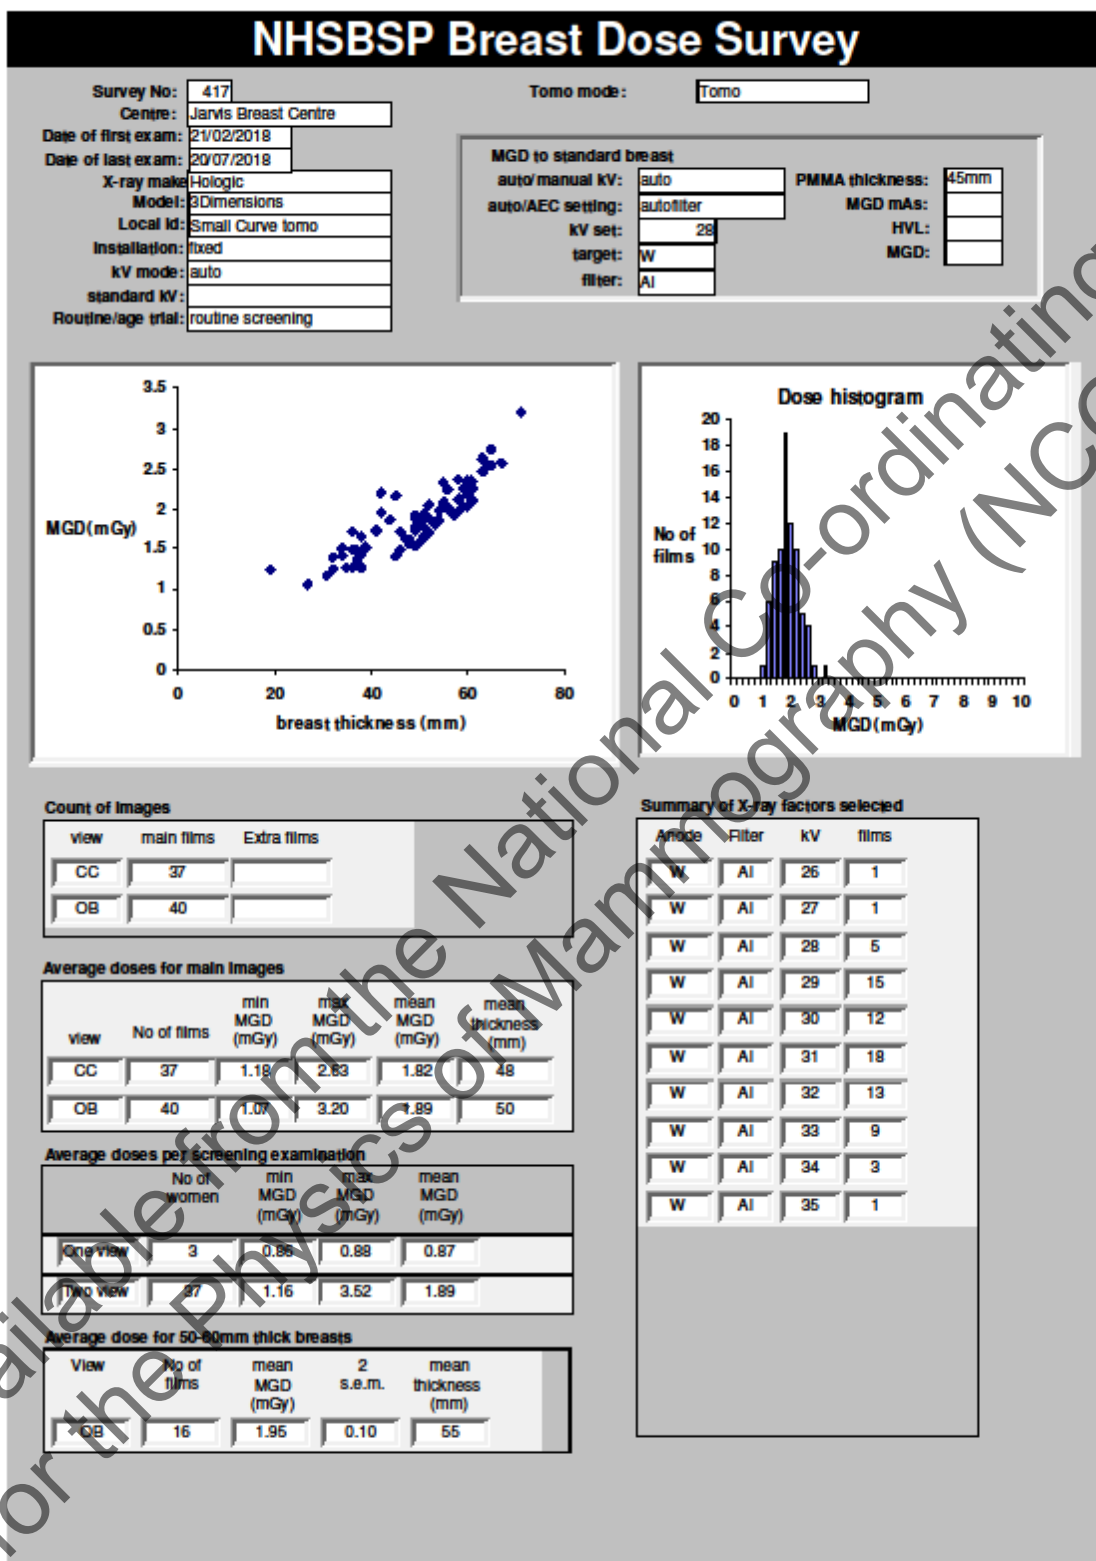 NHSBSP Breast Dose Survey
Survey No: 417
Tomo mode: Tomo
Centre: Jarvis Breast Centre
Date of first exam: 21/02/2018
Date of last exam: 20/07/2018
X-ray make Hologic
Model: 3Dimensions
Local Id: Small Curve tomo
Installation: fixed
kV mode: auto
standard kV:
Routine/age trial: routine screening
MGD to standard breast
auto/manual kV: auto PMMA thickness: 45mm
auto/AEC setting: autofilter MGD mAs:
kV set: 28 HVL:
target: W MGD:
filter: Al
3.5
3
2.5
2
MGD(mGy)
1.5
1
0.5
0
0 20 40 60 80
breast thickness (mm)
Dose histogram
20
18
16
14
12
No of films
10
8
6
4
2
0
0 1 2 3 4 5 6 7 8 9 10
MGD(mGy)
Count of Images
view main films Extra films
CC 37
OB 40
Average doses for main Images
view No of films min MGD (mGy) max MGD (mGy) mean MGD (mGy) mean thickness (mm)
CC 37 1.18 2.63 1.82 48
OB 40 1.07 3.20 1.89 50
Average doses per screening examination
No of women min MGD (mGy) max MGD (mGy) mean MGD (mGy)
One view 3 0.86 0.88 0.87
Two view 37 1.16 3.52 1.89
Average dose for 50-60mm thick breasts
View No of films mean MGD (mGy) 2 s.e.m. mean thickness (mm)
OB 16 1.95 0.10 55
Summary of X-ray factors selected
Anode Filter kV films
W Al 26 1
W Al 27 1
W Al 28 5
W Al 29 15
W Al 30 12
W Al 31 18
W Al 32 13
W Al 33 9
W Al 34 3
W Al 35 1
ailable from the National Co-ordinating
for the Physics of Mammography (NCC